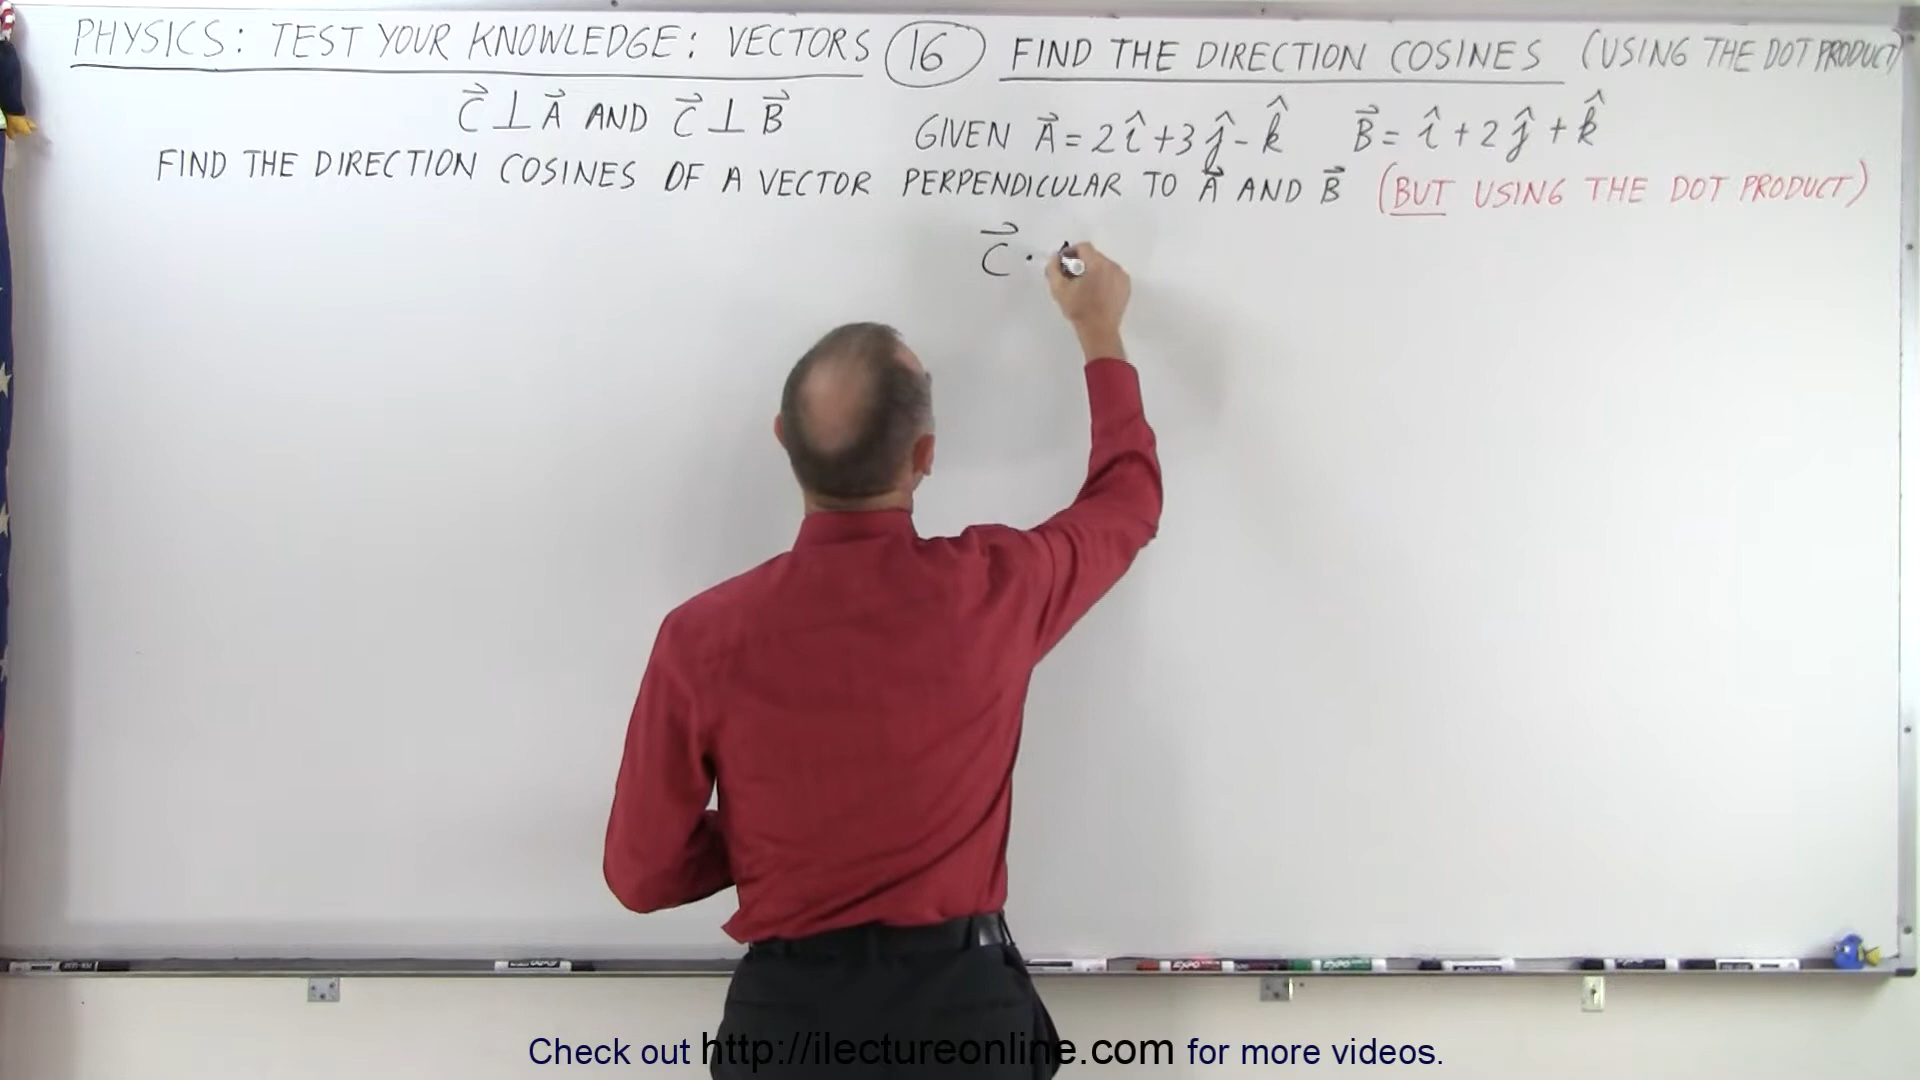 PHYSICS: TEST YOUR KNOWLEDGE: VECTORS 16 FIND THE DIRECTION COSINES (USING THE DOT PRODUCT)
C⃗ ⊥ A⃗ AND C⃗ ⊥ B⃗
GIVEN A⃗ = 2î + 3ĵ - k̂ B⃗ = î + 2ĵ + k̂
FIND THE DIRECTION COSINES OF A VECTOR PERPENDICULAR TO A⃗ AND B⃗ (BUT USING THE DOT PRODUCT)
C⃗ ·
EXPO EXPO
Check out http://ilectureonline.com for more videos.